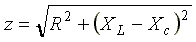 z = √(R² + (X_L − X_c)²)